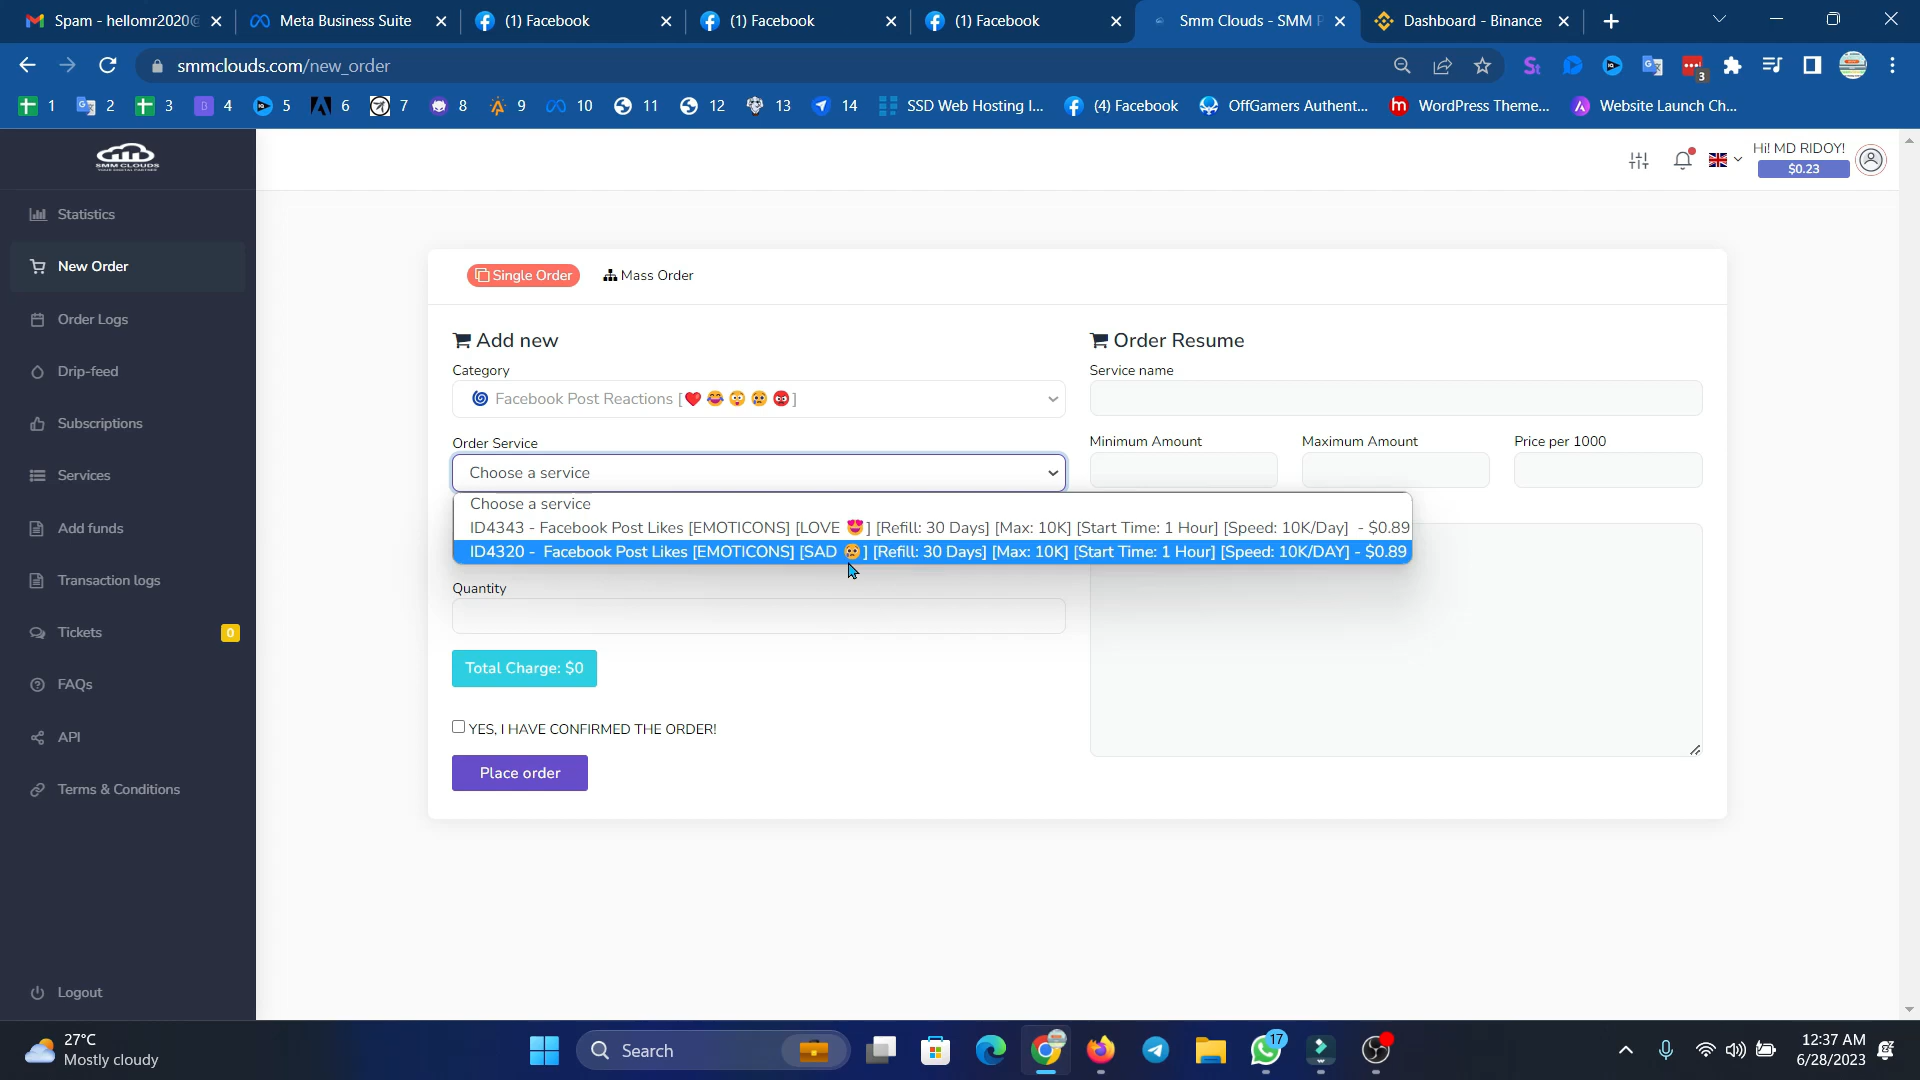 Spam - hellomr2020@
Meta Business Suite
(1) Facebook
(1) Facebook
(1) Facebook
Smm Clouds - SMM P
Dashboard - Binance
smmclouds.com/new_order
3
1
2
3
4
5
6
7
8
9
10
11
12
13
14
SSD Web Hosting I...
(4) Facebook
OffGamers Authent...
WordPress Theme...
Website Launch Ch...
SMM CLOUDS
Hi! MD RIDOY!
$0.23
Statistics
New Order
Order Logs
Drip-feed
Subscriptions
Services
Add funds
Transaction logs
Tickets
0
FAQs
API
Terms & Conditions
Logout
Single Order
Mass Order
Add new
Category
🌀 Facebook Post Reactions [❤️ 😂 😲 😢 😡 ]
Order Service
Choose a service
Choose a service
ID4343 - Facebook Post Likes [EMOTICONS] [LOVE 😍 ] [Refill: 30 Days] [Max: 10K] [Start Time: 1 Hour] [Speed: 10K/Day] - $0.89
ID4320 - Facebook Post Likes [EMOTICONS] [SAD 😢 ] [Refill: 30 Days] [Max: 10K] [Start Time: 1 Hour] [Speed: 10K/DAY] - $0.89
Quantity
Total Charge: $0
YES, I HAVE CONFIRMED THE ORDER!
Place order
Order Resume
Service name
Minimum Amount
Maximum Amount
Price per 1000
27°C
Mostly cloudy
Search
17
12:37 AM
6/28/2023